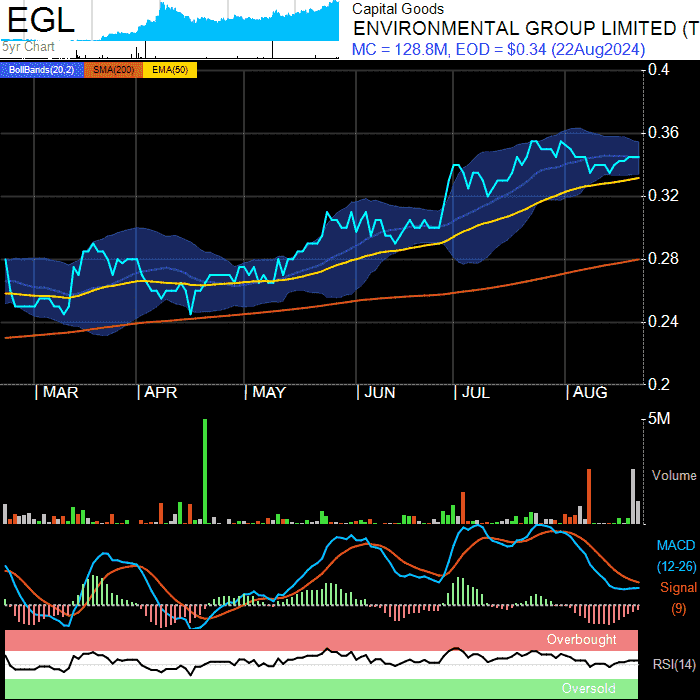 EGL
5yr Chart
Capital Goods
ENVIRONMENTAL GROUP LIMITED (T
MC = 128.8M, EOD = $0.34 (22Aug2024)
BollBands(20,2) SMA(200) EMA(50)
0.4
0.36
0.32
0.28
0.24
0.2
| MAR | APR | MAY | JUN | JUL | AUG
5M
Volume
MACD
(12-26)
Signal
(9)
Overbought
RSI(14)
Oversold